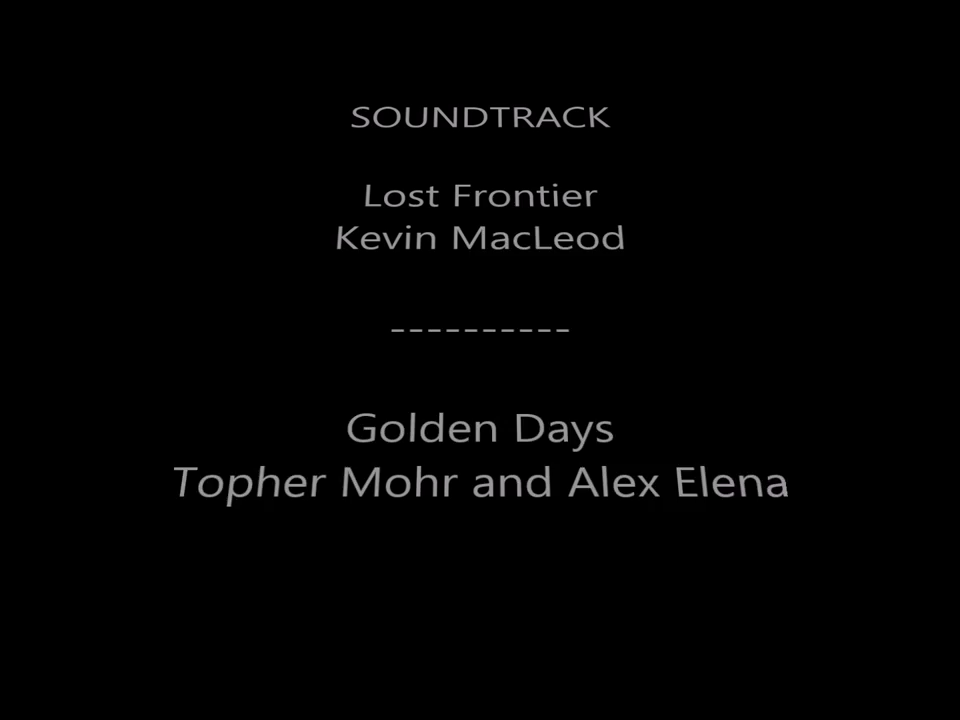 SOUNDTRACK
Lost Frontier
Kevin MacLeod
----------
Golden Days
Topher Mohr and Alex Elena